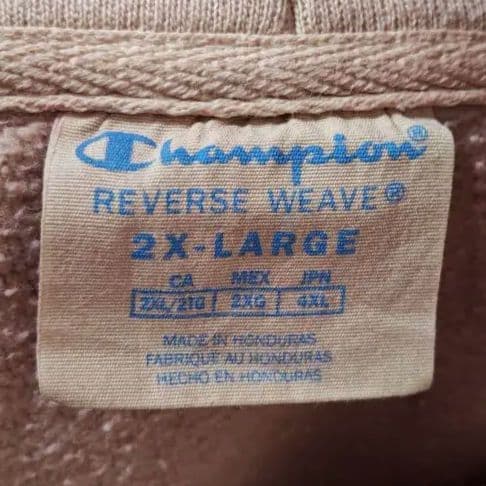 Champion®
REVERSE WEAVE®
2X-LARGE
CA MEX JPN
2XL/2TG 2XG 4XL
MADE IN HONDURAS
FABRIQUE AU HONDURAS
HECHO EN HONDURAS